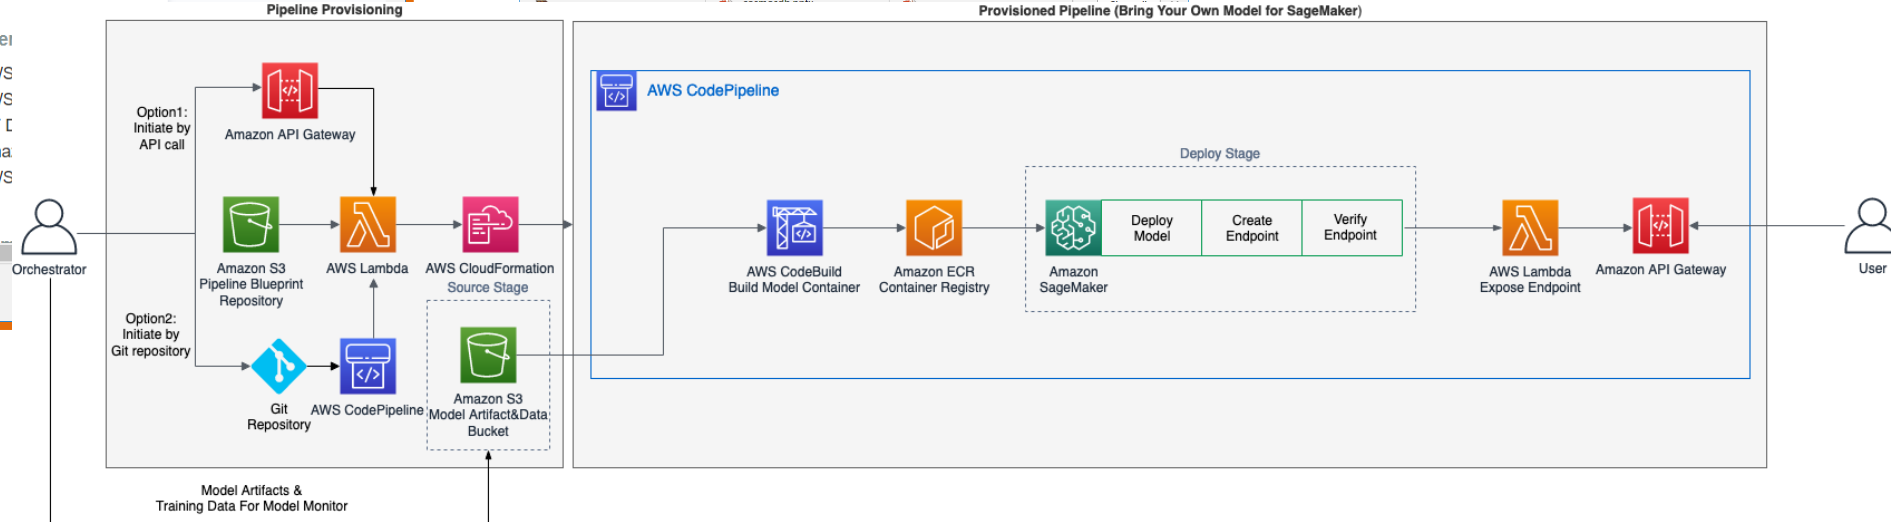 Pipeline Provisioning
Provisioned Pipeline (Bring Your Own Model for SageMaker)
AWS CodePipeline
Option1:
Initiate by
API call
Amazon API Gateway
Deploy Stage
Deploy
Model
Create
Endpoint
Verify
Endpoint
Orchestrator
Amazon S3
Pipeline Blueprint
Repository
AWS Lambda
AWS CloudFormation
Source Stage
AWS CodeBuild
Build Model Container
Amazon ECR
Container Registry
Amazon
SageMaker
AWS Lambda
Expose Endpoint
Amazon API Gateway
User
Option2:
Initiate by
Git repository
Git
Repository
AWS CodePipeline
Amazon S3
Model Artifact&Data
Bucket
Model Artifacts &
Training Data For Model Monitor